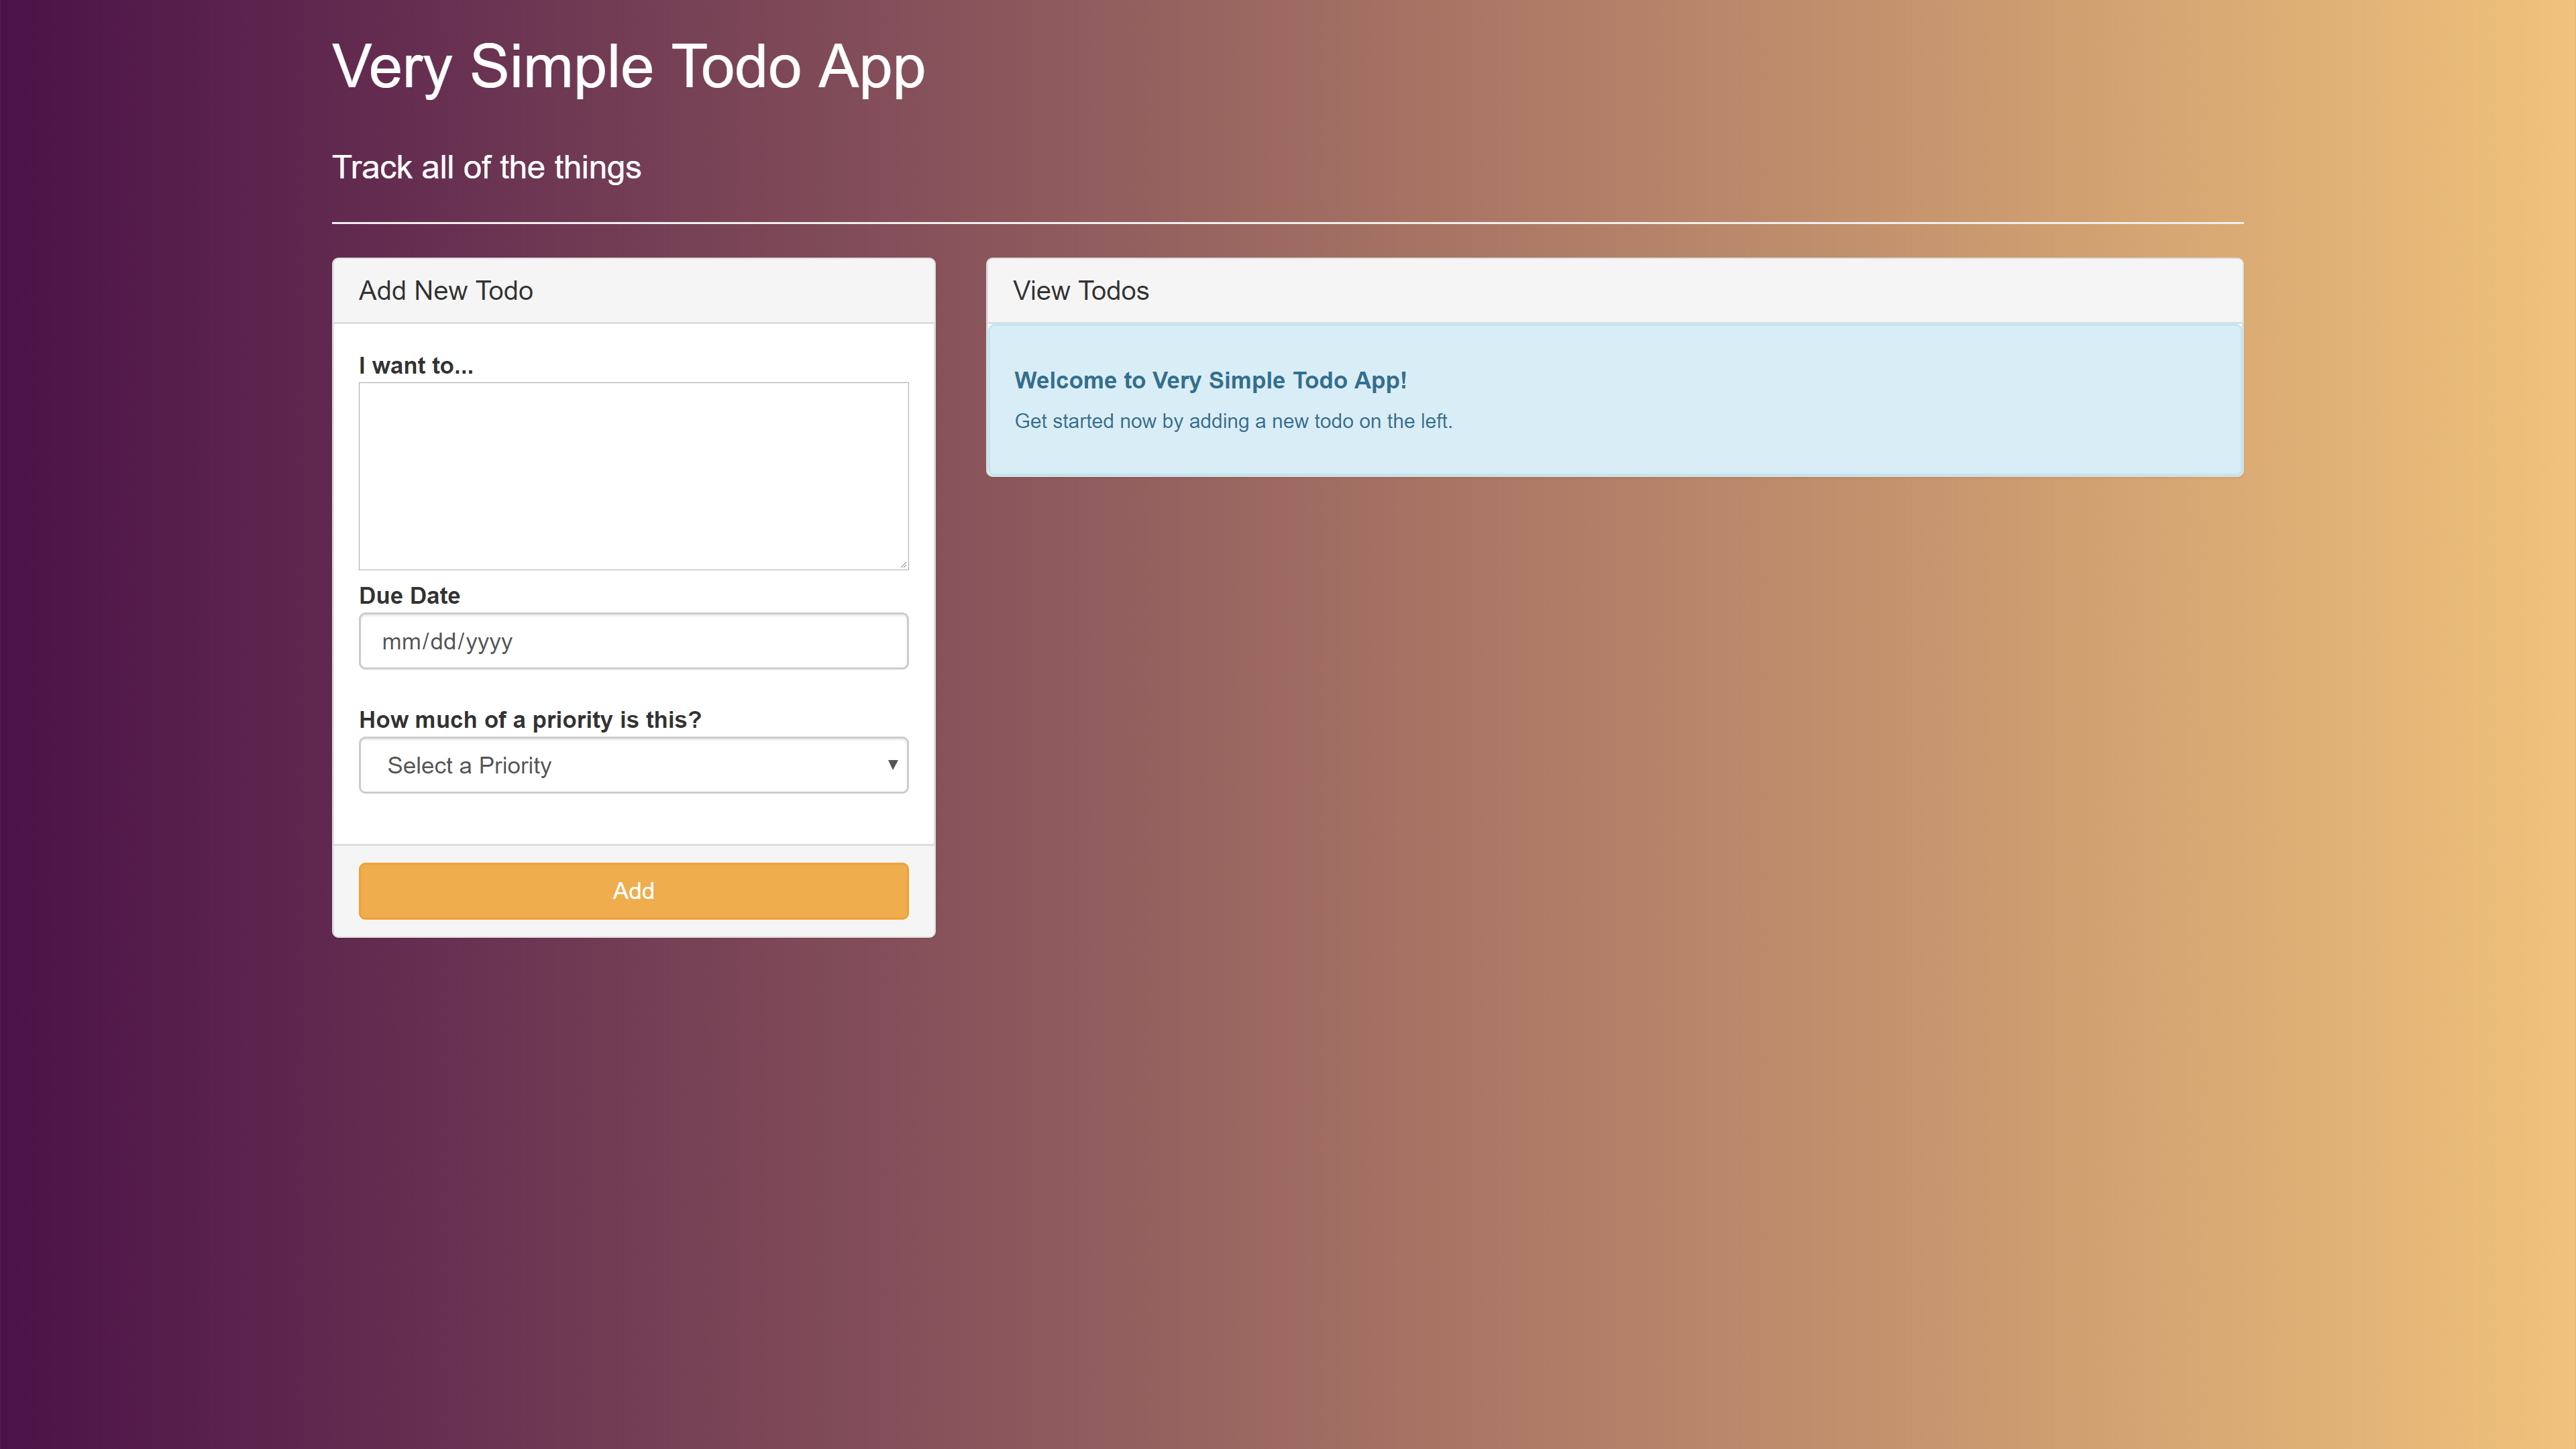 Very Simple Todo App
Track all of the things
Add New Todo
I want to...
Due Date
mm/dd/yyyy
How much of a priority is this?
Select a Priority
Add
View Todos
Welcome to Very Simple Todo App!
Get started now by adding a new todo on the left.